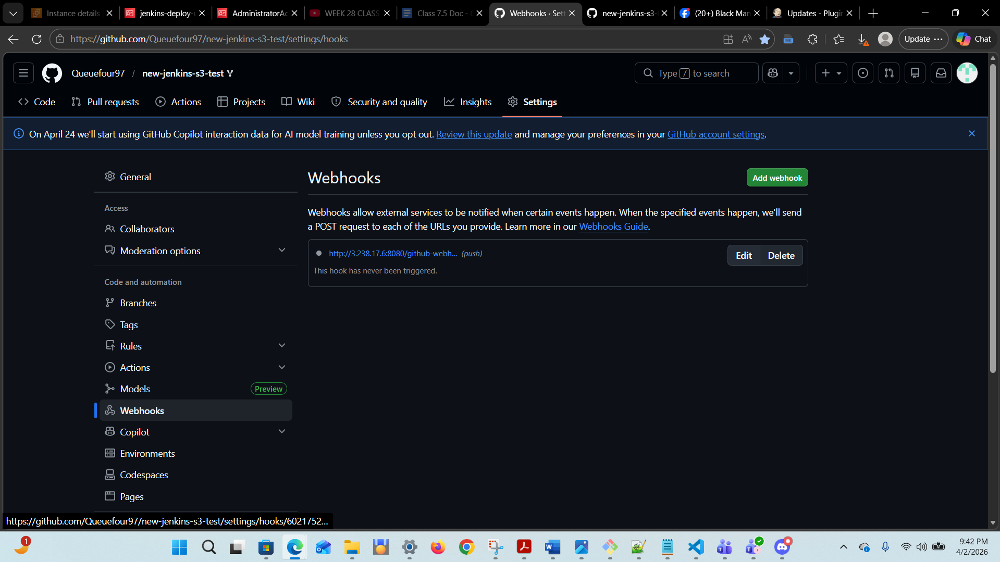 Instance details
jenkins-deploy-
AdministratorAc
WEEK 28 CLASS
Class 7.5 Doc -
Webhooks · Sett
new-jenkins-s3-
(20+) Black Man
Updates - Plugin
https://github.com/Queuefour97/new-jenkins-s3-test/settings/hooks
Update
Chat
Queuefour97 / new-jenkins-s3-test
Type / to search
Code
Pull requests
Actions
Projects
Wiki
Security and quality
Insights
Settings
On April 24 we'll start using GitHub Copilot interaction data for AI model training unless you opt out. Review this update and manage your preferences in your GitHub account settings.
General
Access
Collaborators
Moderation options
Code and automation
Branches
Tags
Rules
Actions
Models
Preview
Webhooks
Copilot
Environments
Codespaces
Pages
Webhooks
Add webhook
Webhooks allow external services to be notified when certain events happen. When the specified events happen, we'll send
a POST request to each of the URLs you provide. Learn more in our Webhooks Guide.
http://3.238.17.6:8080/github-webh... (push)
Edit
Delete
This hook has never been triggered.
https://github.com/Queuefour97/new-jenkins-s3-test/settings/hooks/6021752...
1
9:42 PM
4/2/2026